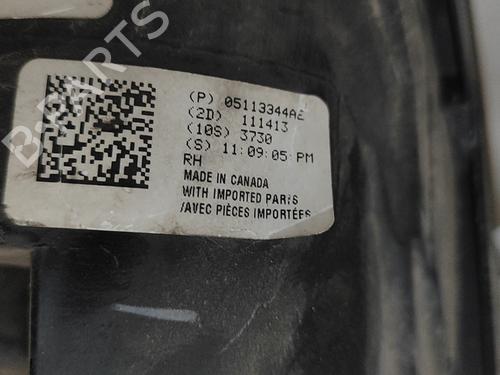 (P) 05113344AE
(2D) 111413
(10S) 3730
(S) 11:09:05 PM
RH
MADE IN CANADA
WITH IMPORTED PARTS
/AVEC PIÈCES IMPORTÉES
B-PARTS